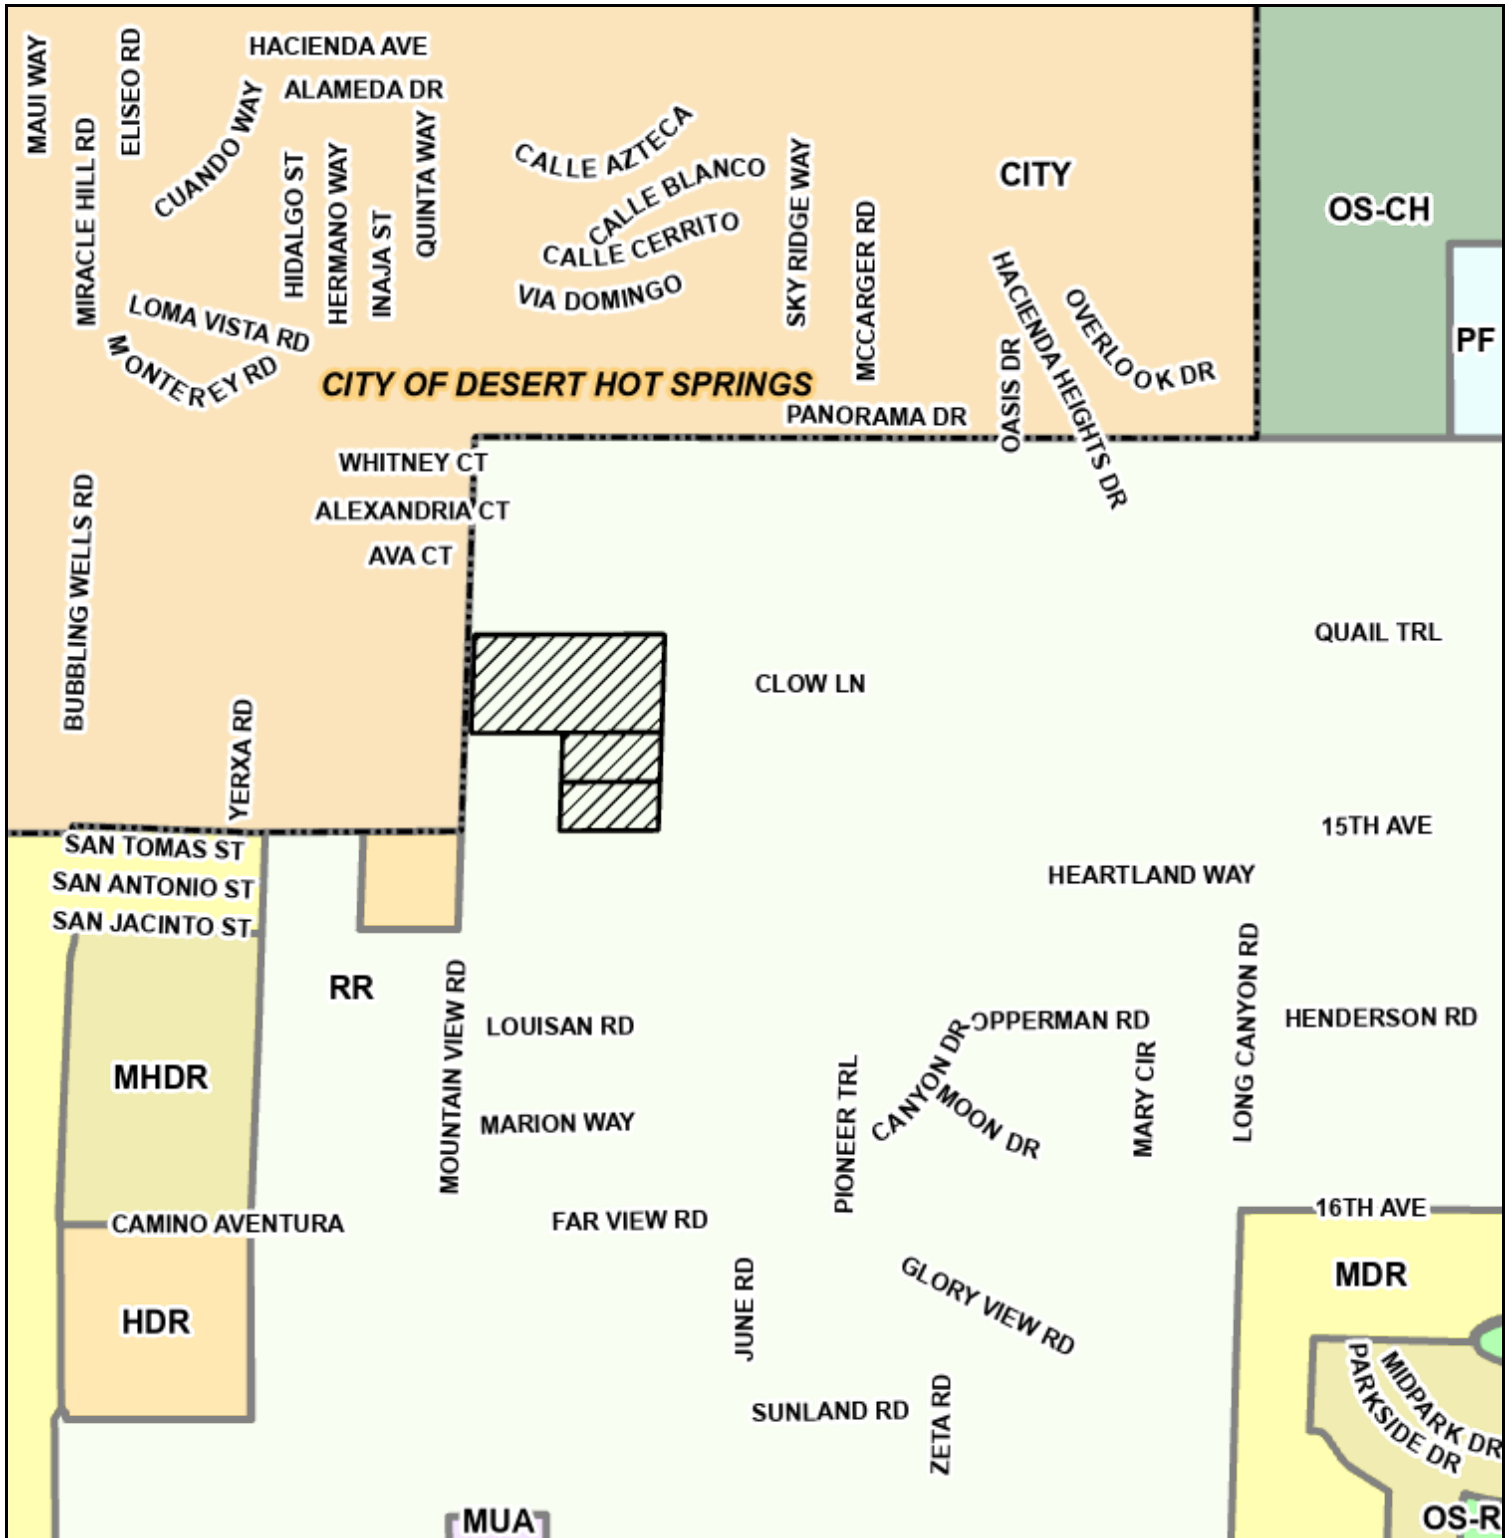 MAUI WAY
ELISEO RD
HACIENDA AVE
ALAMEDA DR
MIRACLE HILL RD
CUANDO WAY
HIDALGO ST
HERMANO WAY
INAJA ST
QUINTA WAY
CALLE AZTECA
CALLE BLANCO
CALLE CERRITO
VIA DOMINGO
SKY RIDGE WAY
MCCARGER RD
CITY
OS-CH
PF
LOMA VISTA RD
MONTEREY RD
CITY OF DESERT HOT SPRINGS
PANORAMA DR
OASIS DR
HACIENDA HEIGHTS DR
OVERLOOK DR
WHITNEY CT
ALEXANDRIA CT
AVA CT
BUBBLING WELLS RD
YERXA RD
QUAIL TRL
CLOW LN
15TH AVE
SAN TOMAS ST
SAN ANTONIO ST
SAN JACINTO ST
HEARTLAND WAY
RR
MOUNTAIN VIEW RD
LOUISAN RD
OPPERMAN RD
LONG CANYON RD
HENDERSON RD
MHDR
MARION WAY
PIONEER TRL
CANYON DR
MOON DR
MARY CIR
CAMINO AVENTURA
FAR VIEW RD
16TH AVE
MDR
HDR
JUNE RD
GLORY VIEW RD
SUNLAND RD
ZETA RD
PARKSIDE DR
MIDPARK DR
MUA
OS-R